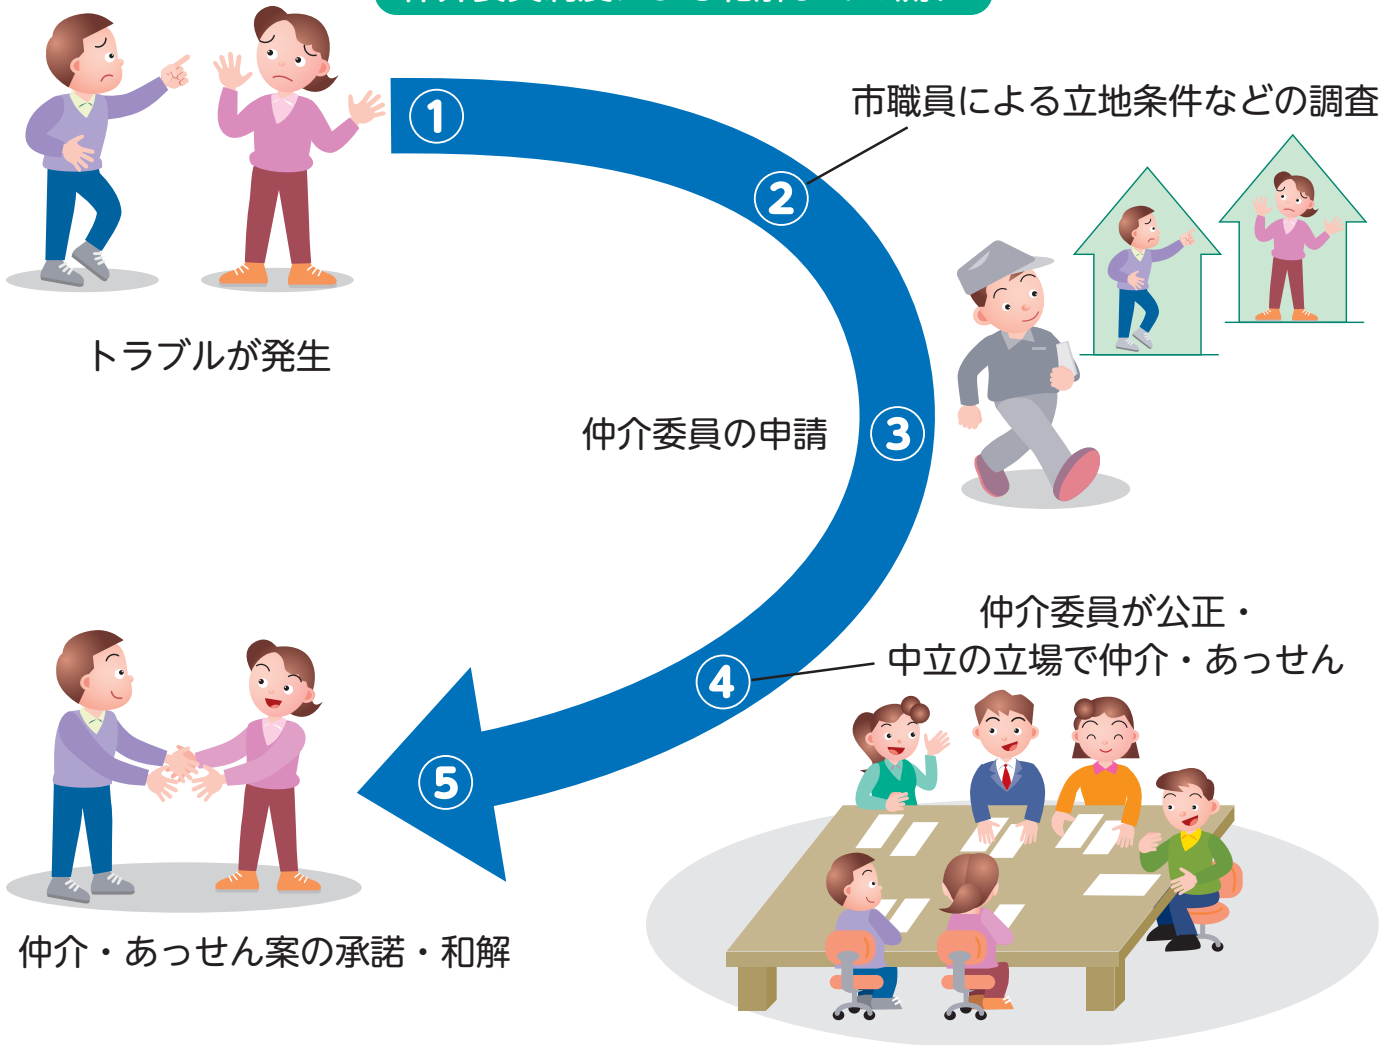 ①
トラブルが発生
②
市職員による立地条件などの調査
③
仲介委員の申請
④
仲介委員が公正・
中立の立場で仲介・あっせん
⑤
仲介・あっせん案の承諾・和解